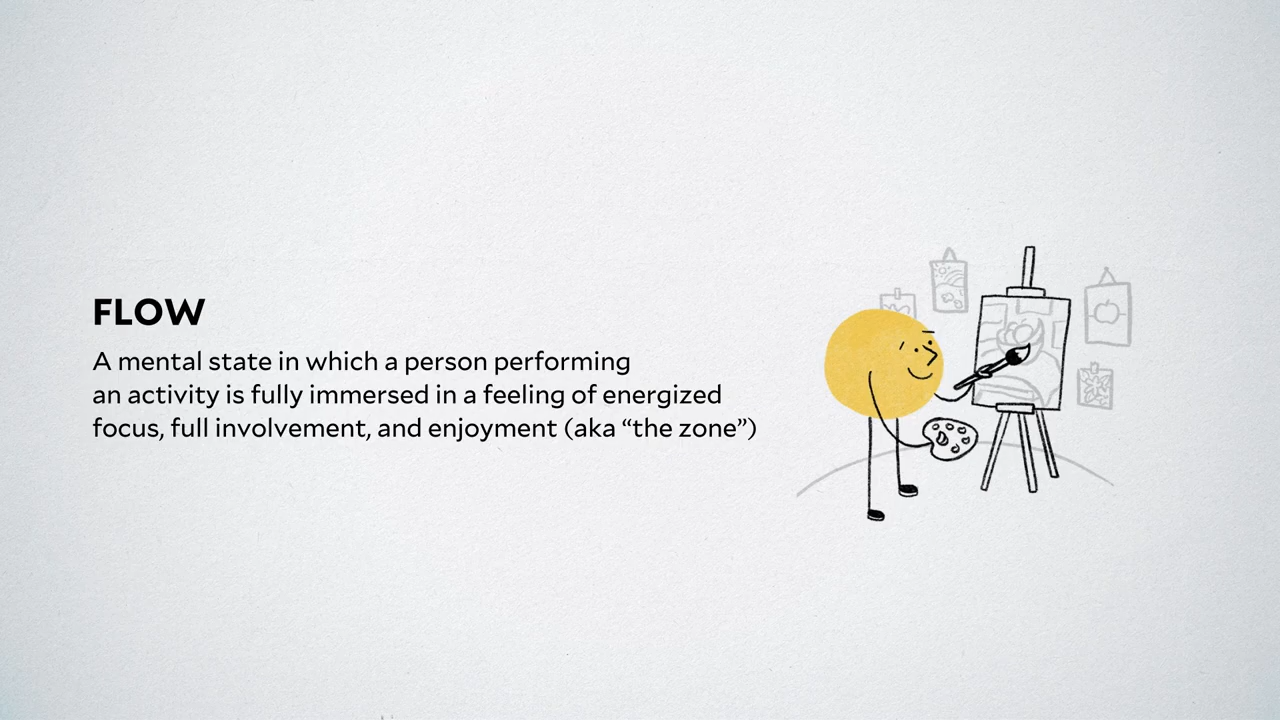 FLOW
A mental state in which a person performing
an activity is fully immersed in a feeling of energized
focus, full involvement, and enjoyment (aka “the zone”)